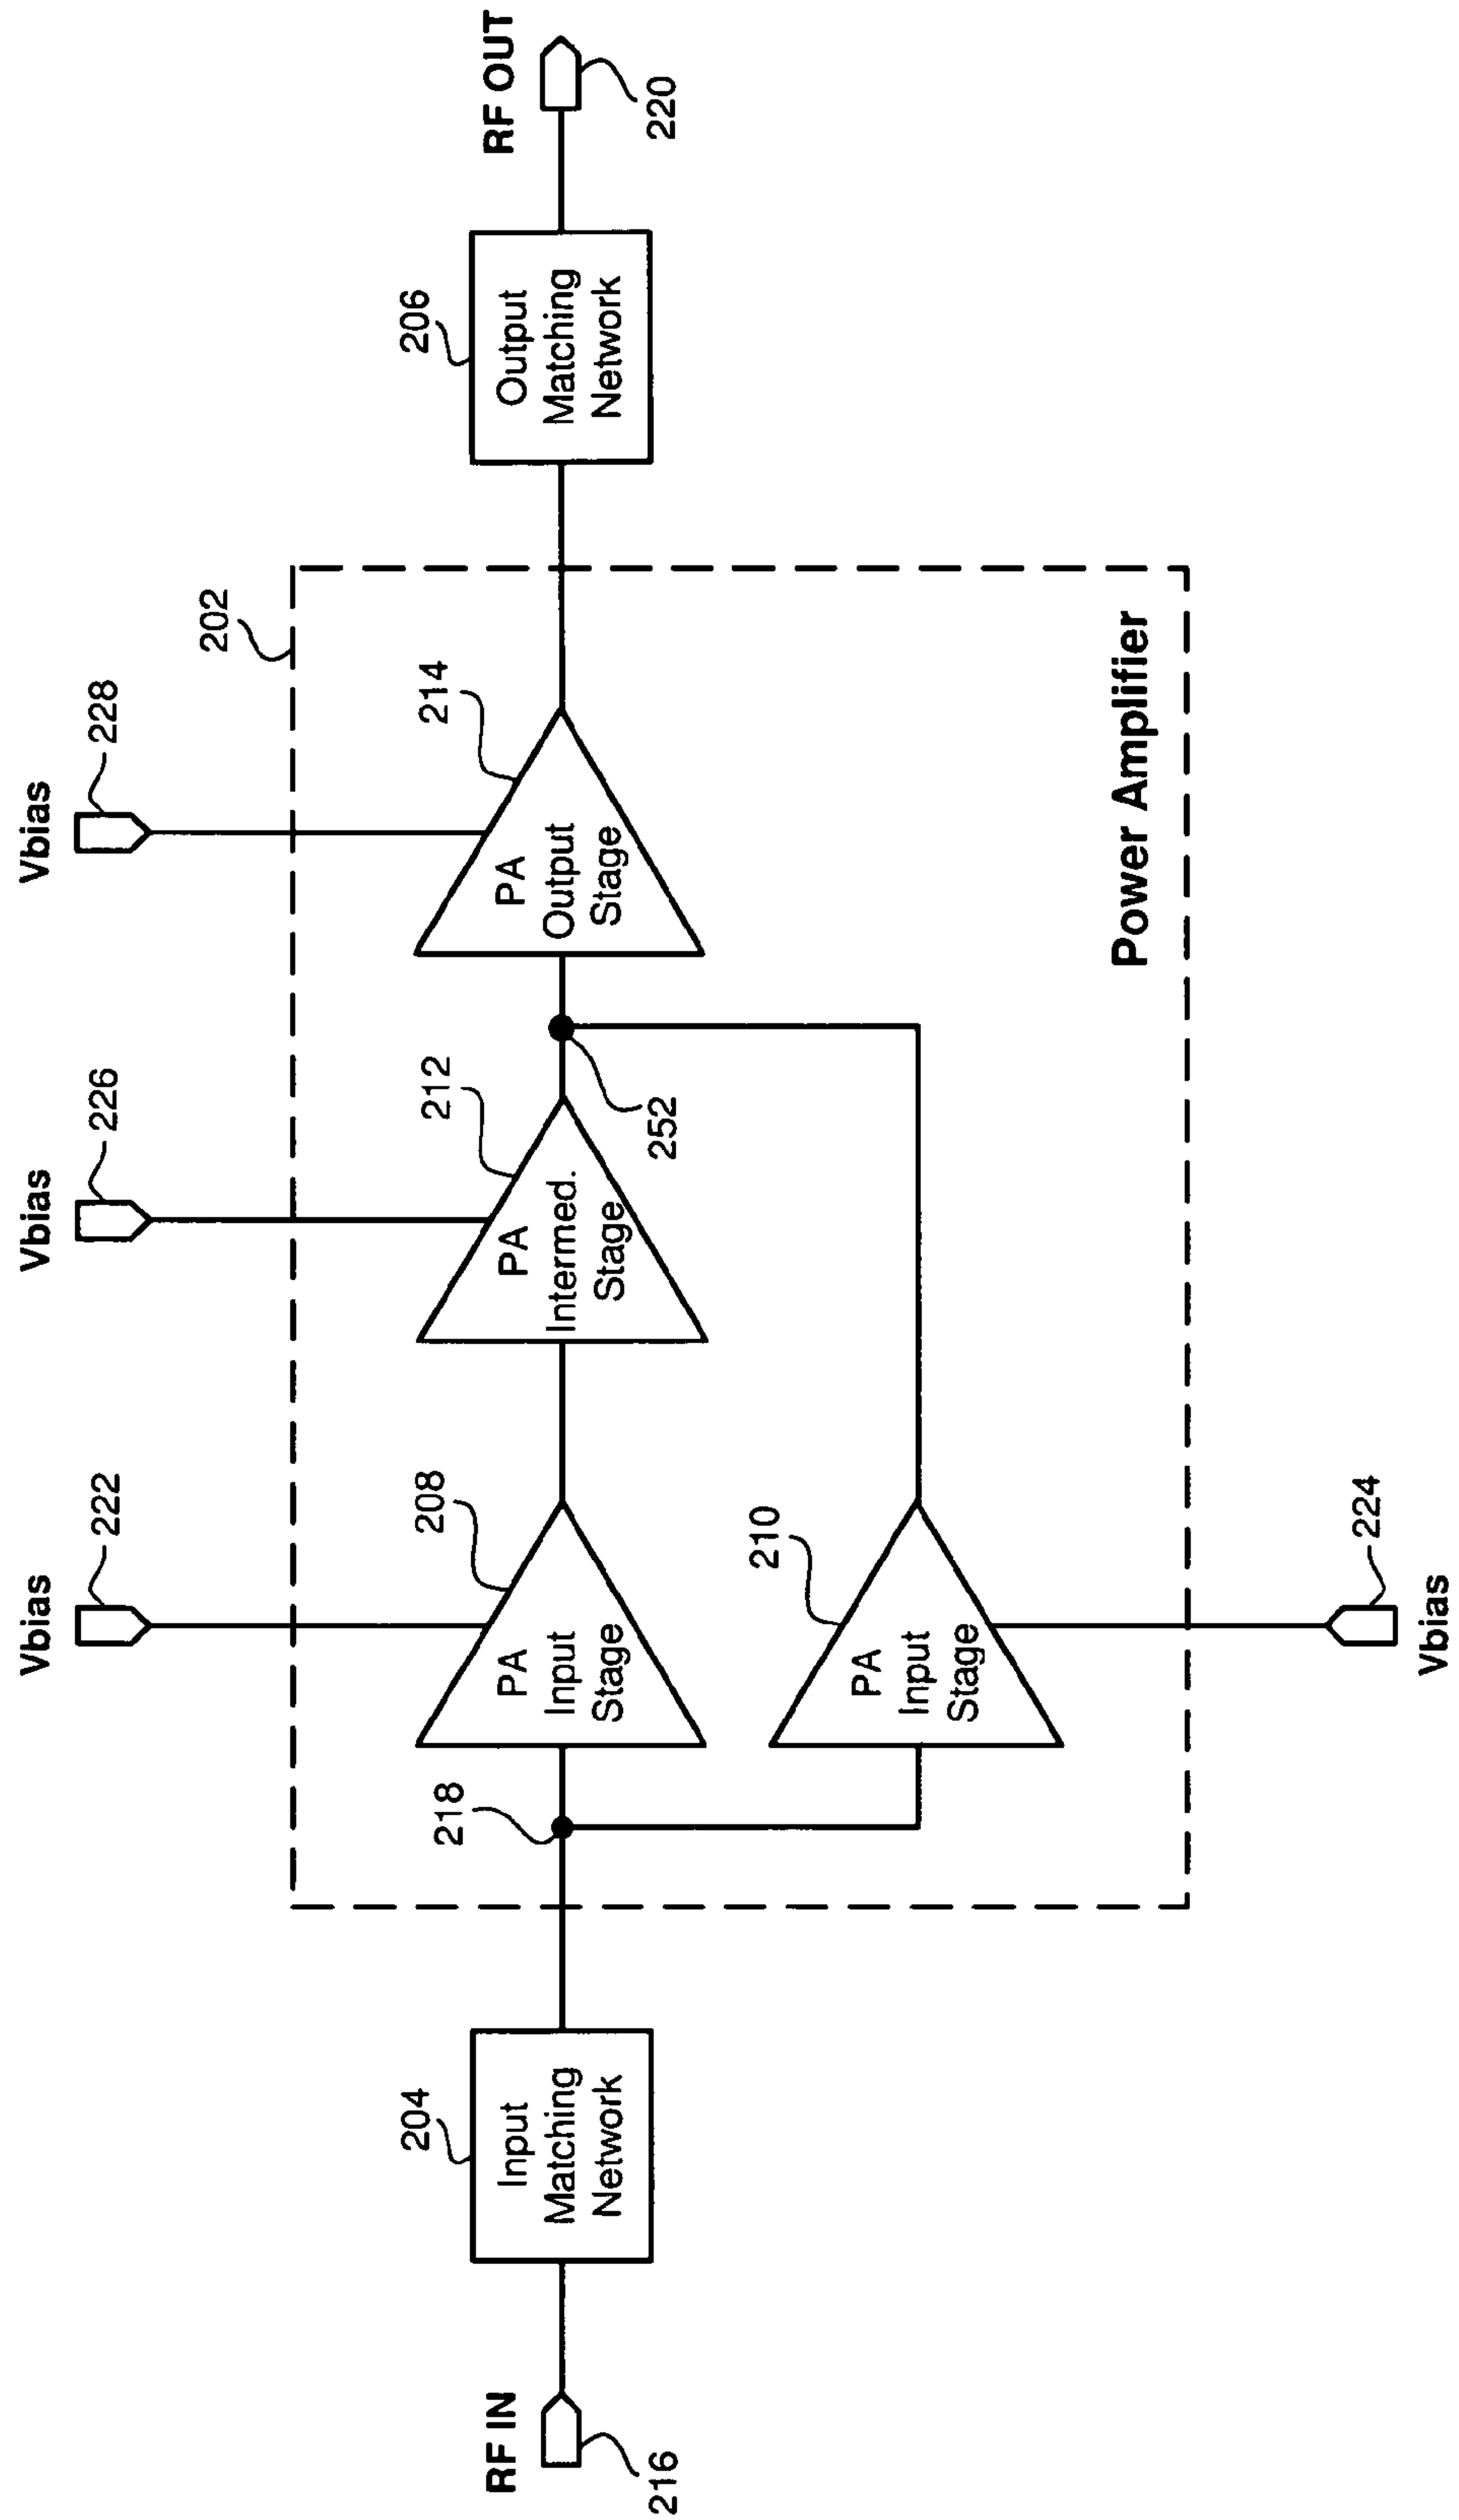 Vbias
222
Vbias
226
Vbias
228
202
RF IN
216
204
Input
Matching
Network
218
208
PA
Input
Stage
212
PA
Intermed.
Stage
252
214
PA
Output
Stage
206
Output
Matching
Network
RF OUT
220
210
PA
Input
Stage
Power Amplifier
224
Vbias